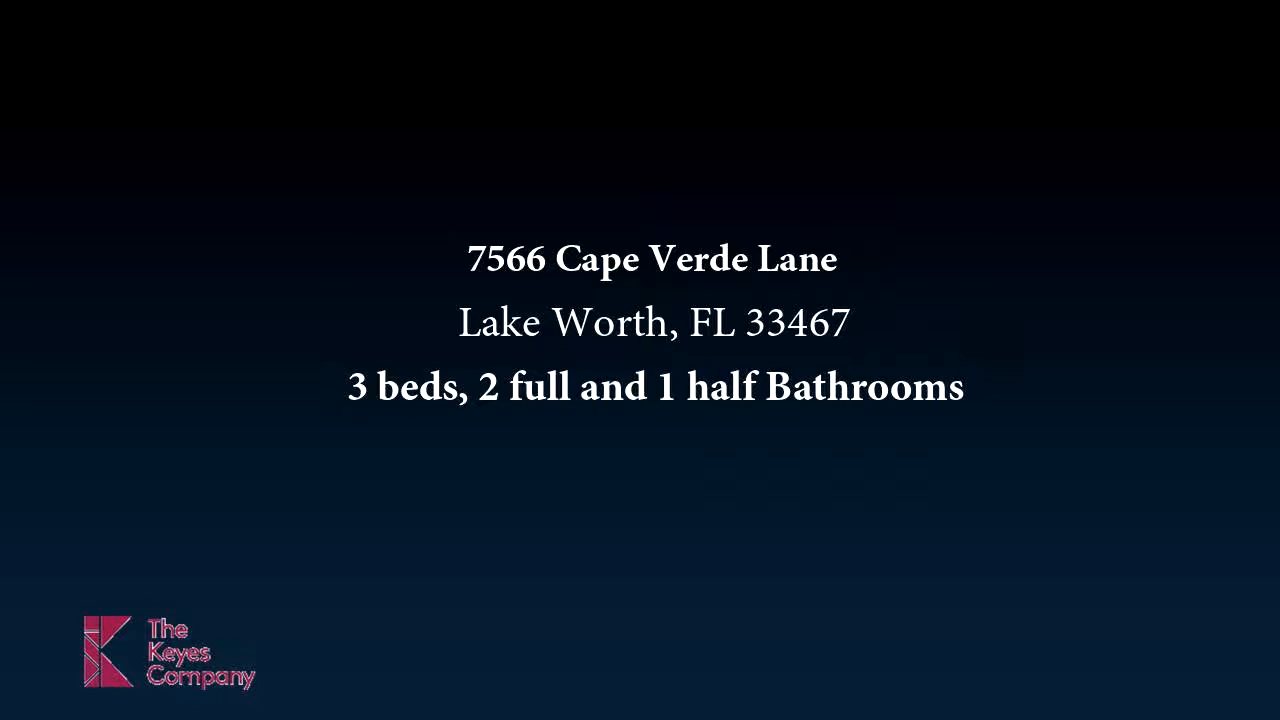 7566 Cape Verde Lane
Lake Worth, FL 33467
3 beds, 2 full and 1 half Bathrooms
The
Keyes
Company